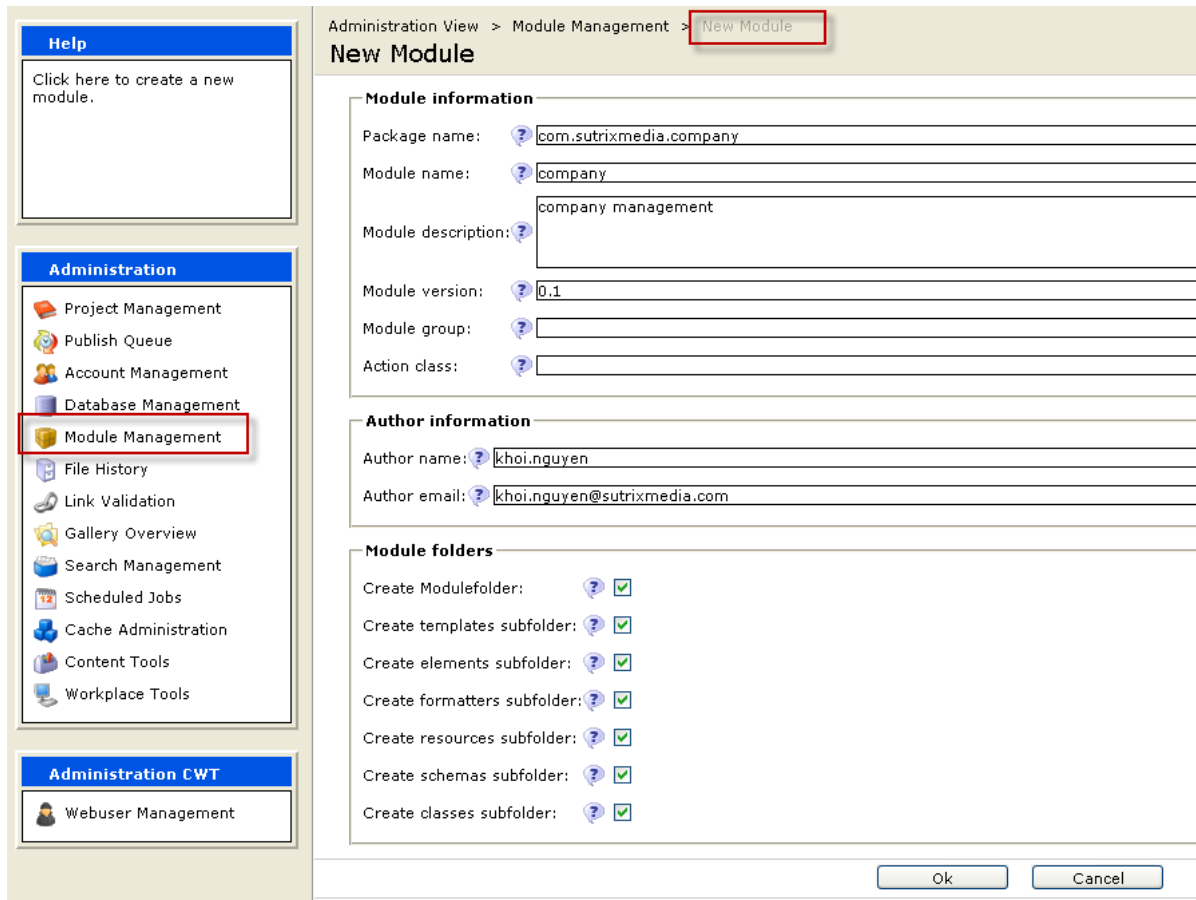 Help
Click here to create a new
module.
Administration
Project Management
Publish Queue
Account Management
Database Management
Module Management
File History
Link Validation
Gallery Overview
Search Management
12
Scheduled Jobs
Cache Administration
Content Tools
Workplace Tools
Administration CWT
Webuser Management
Administration View > Module Management > New Module
New Module
Module information
Package name: ? com.sutrixmedia.company
Module name: ? company
Module description: ? company management
Module version: ? 0.1
Module group: ?
Action class: ?
Author information
Author name: ? khoi.nguyen
Author email: ? khoi.nguyen@sutrixmedia.com
Module folders
Create Modulefolder: ?
Create templates subfolder: ?
Create elements subfolder: ?
Create formatters subfolder: ?
Create resources subfolder: ?
Create schemas subfolder: ?
Create classes subfolder: ?
Ok Cancel